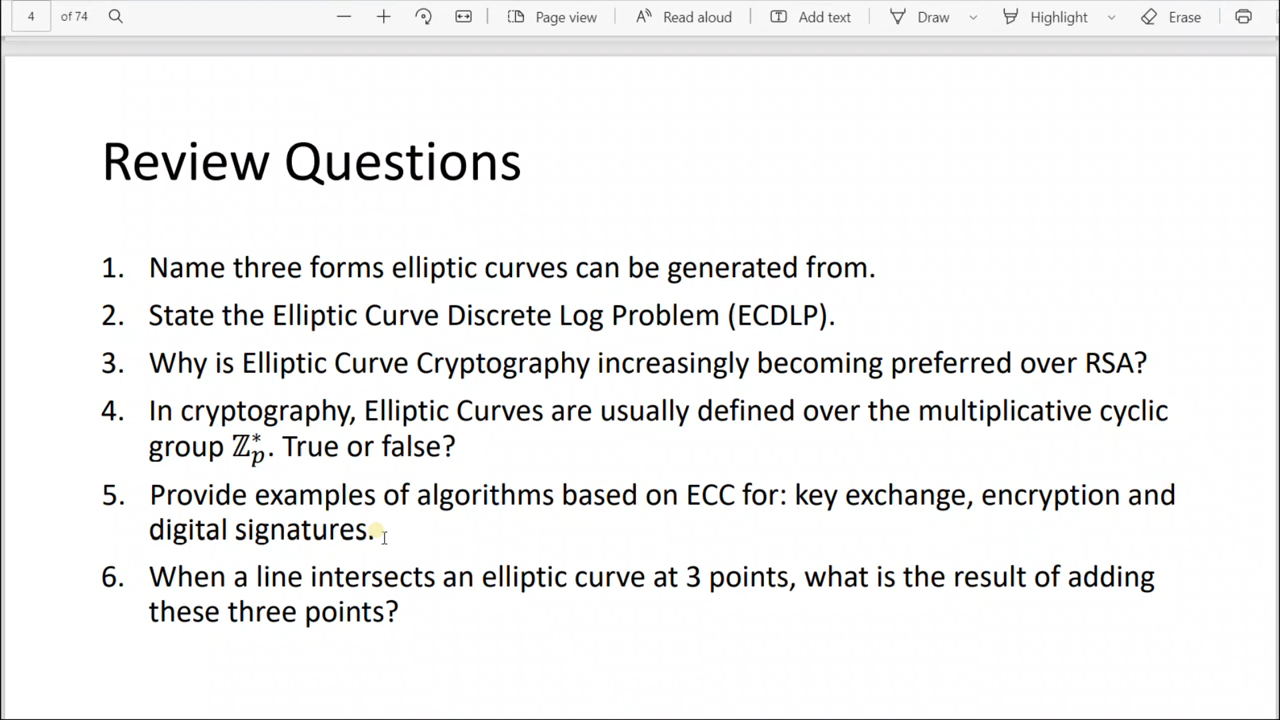 4 of 74 Page view Read aloud Add text Draw Highlight Erase
Review Questions
1. Name three forms elliptic curves can be generated from.
2. State the Elliptic Curve Discrete Log Problem (ECDLP).
3. Why is Elliptic Curve Cryptography increasingly becoming preferred over RSA?
4. In cryptography, Elliptic Curves are usually defined over the multiplicative cyclic
group ℤ*ₚ. True or false?
5. Provide examples of algorithms based on ECC for: key exchange, encryption and
digital signatures.
6. When a line intersects an elliptic curve at 3 points, what is the result of adding
these three points?